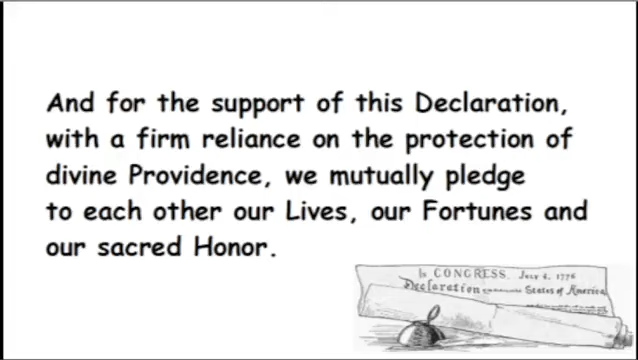 And for the support of this Declaration,
with a firm reliance on the protection of
divine Providence, we mutually pledge
to each other our Lives, our Fortunes and
our sacred Honor.
In CONGRESS. July 4, 1776
Declaration States of America